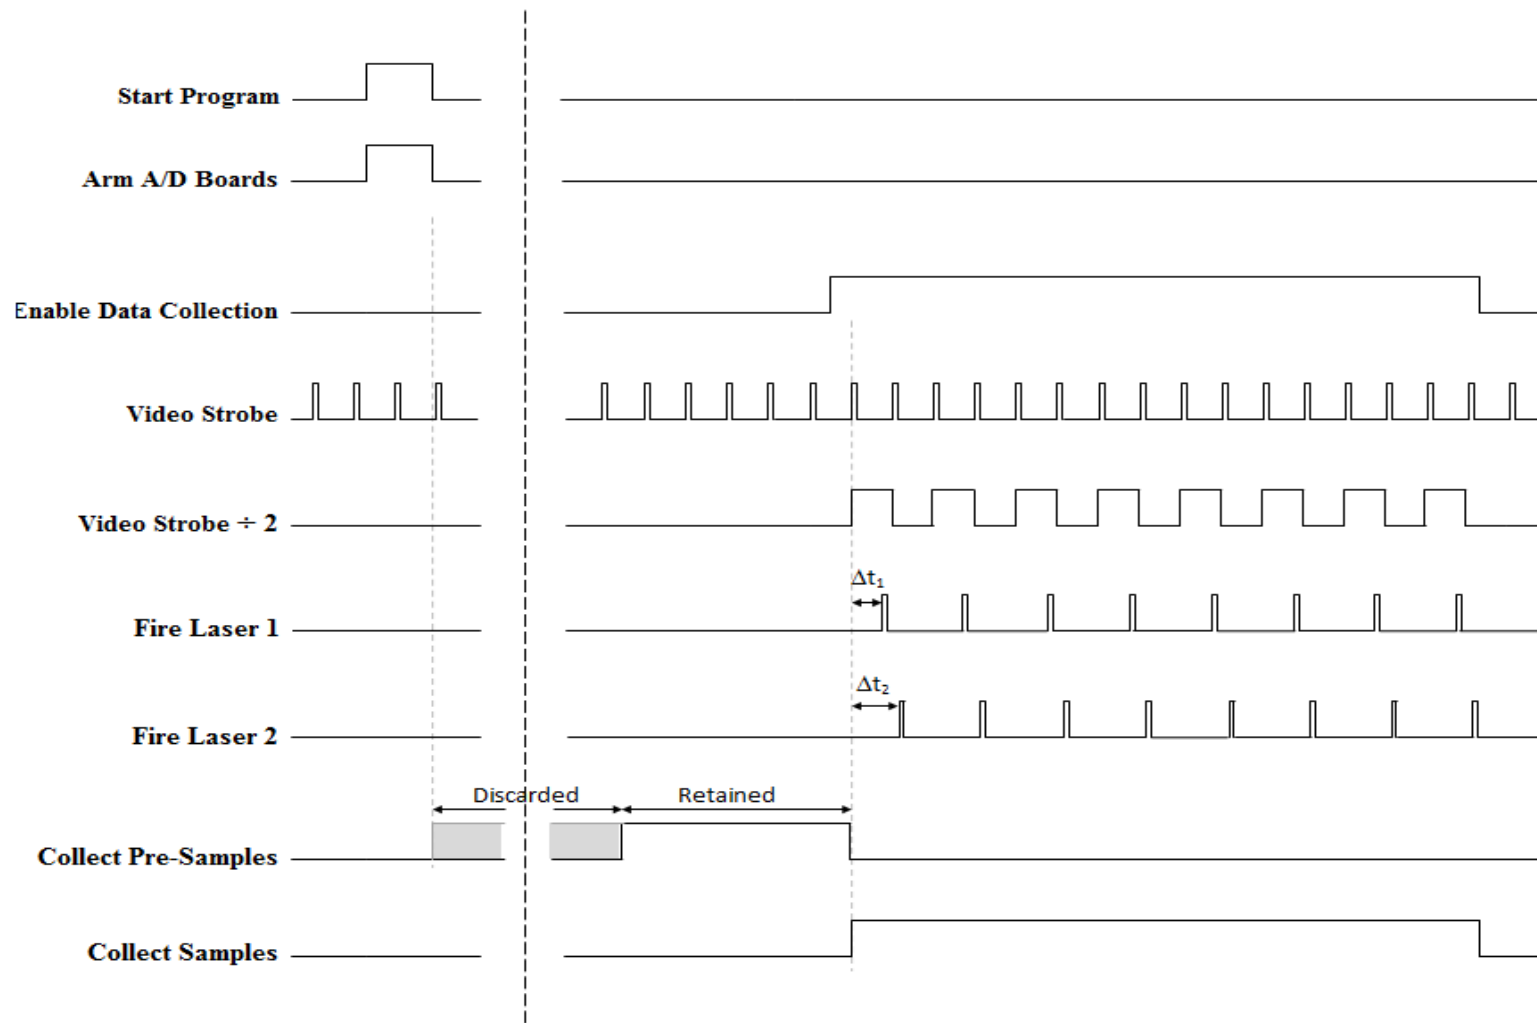 Start Program
Arm A/D Boards
Enable Data Collection
Video Strobe
Video Strobe ÷ 2
Δt₁
Fire Laser 1
Δt₂
Fire Laser 2
Discarded Retained
Collect Pre-Samples
Collect Samples